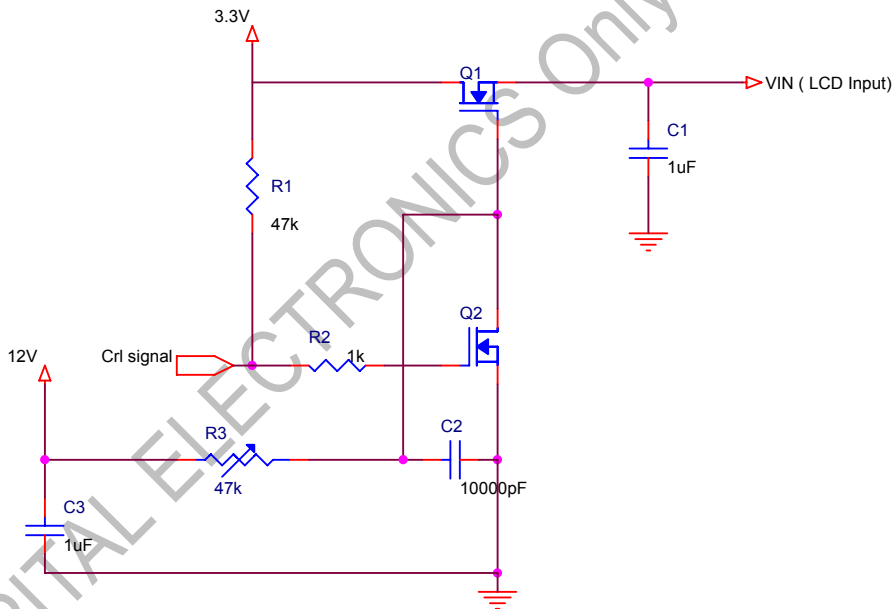 3.3V
Q1
VIN ( LCD Input)
C1
1uF
R1
47k
Q2
R2
1k
Crl signal
12V
R3
47k
C2
10000pF
C3
1uF
PITAL ELECTRONICS Only